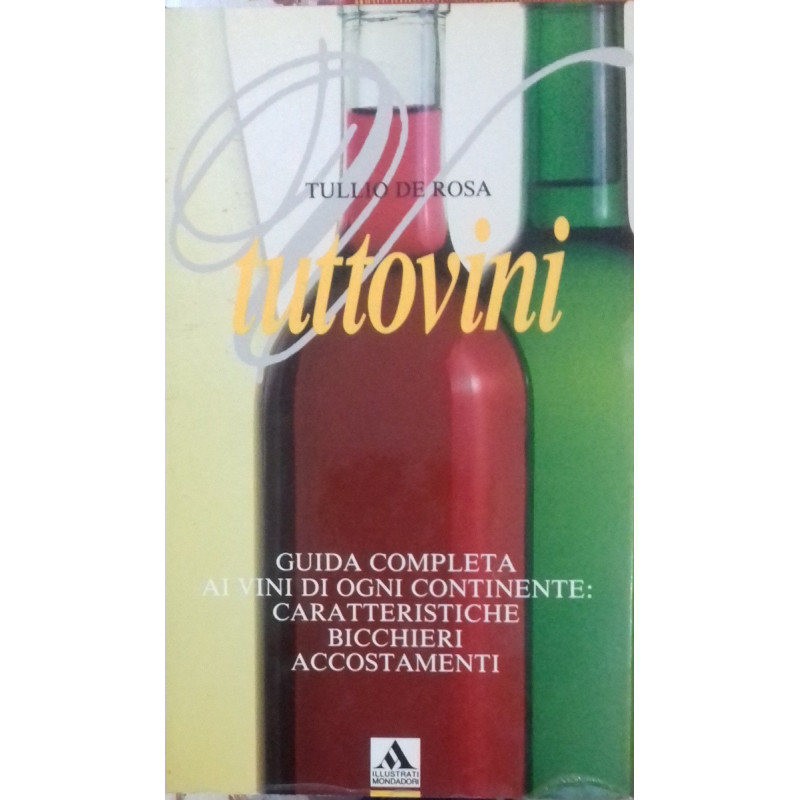 TULLIO DE ROSA
tuttovini
GUIDA COMPLETA
AI VINI DI OGNI CONTINENTE:
CARATTERISTICHE
BICCHIERI
ACCOSTAMENTI
ILLUSTRATI
MONDADORI